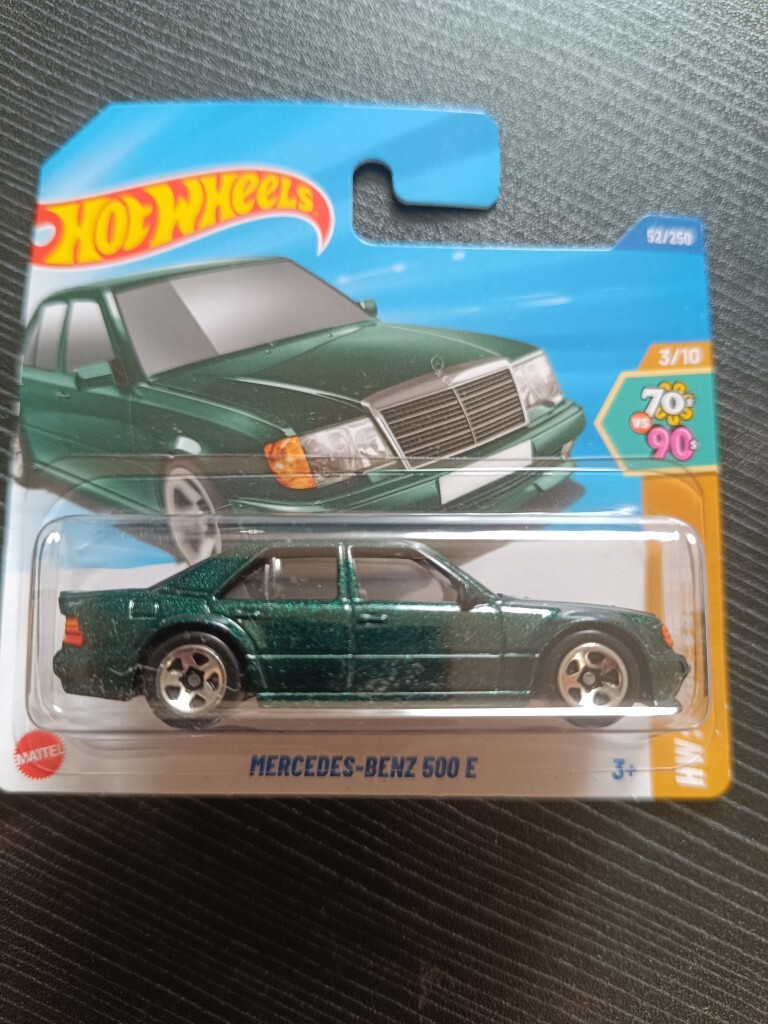 HOT WHEELS
52/250
3/10
70s
VS
90s
MATTEL
MERCEDES-BENZ 500 E
3+
HW: